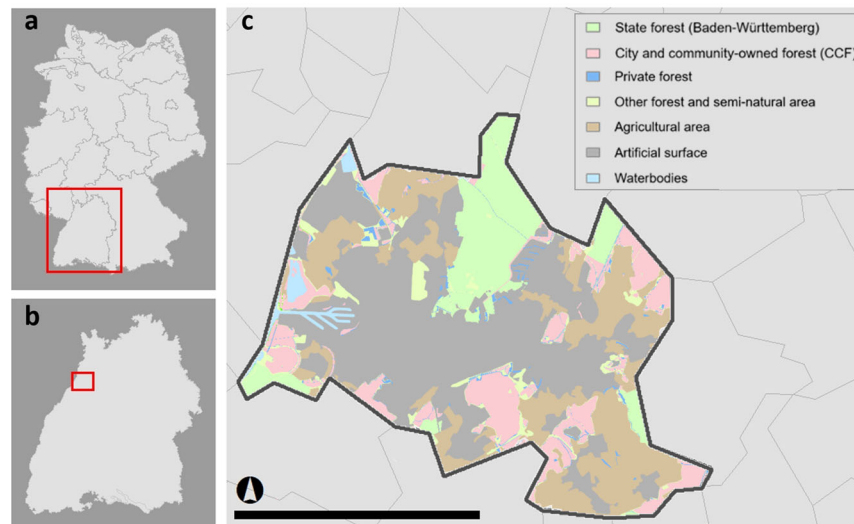 a
b
c
State forest (Baden-Württemberg)
City and community-owned forest (CCF)
Private forest
Other forest and semi-natural area
Agricultural area
Artificial surface
Waterbodies